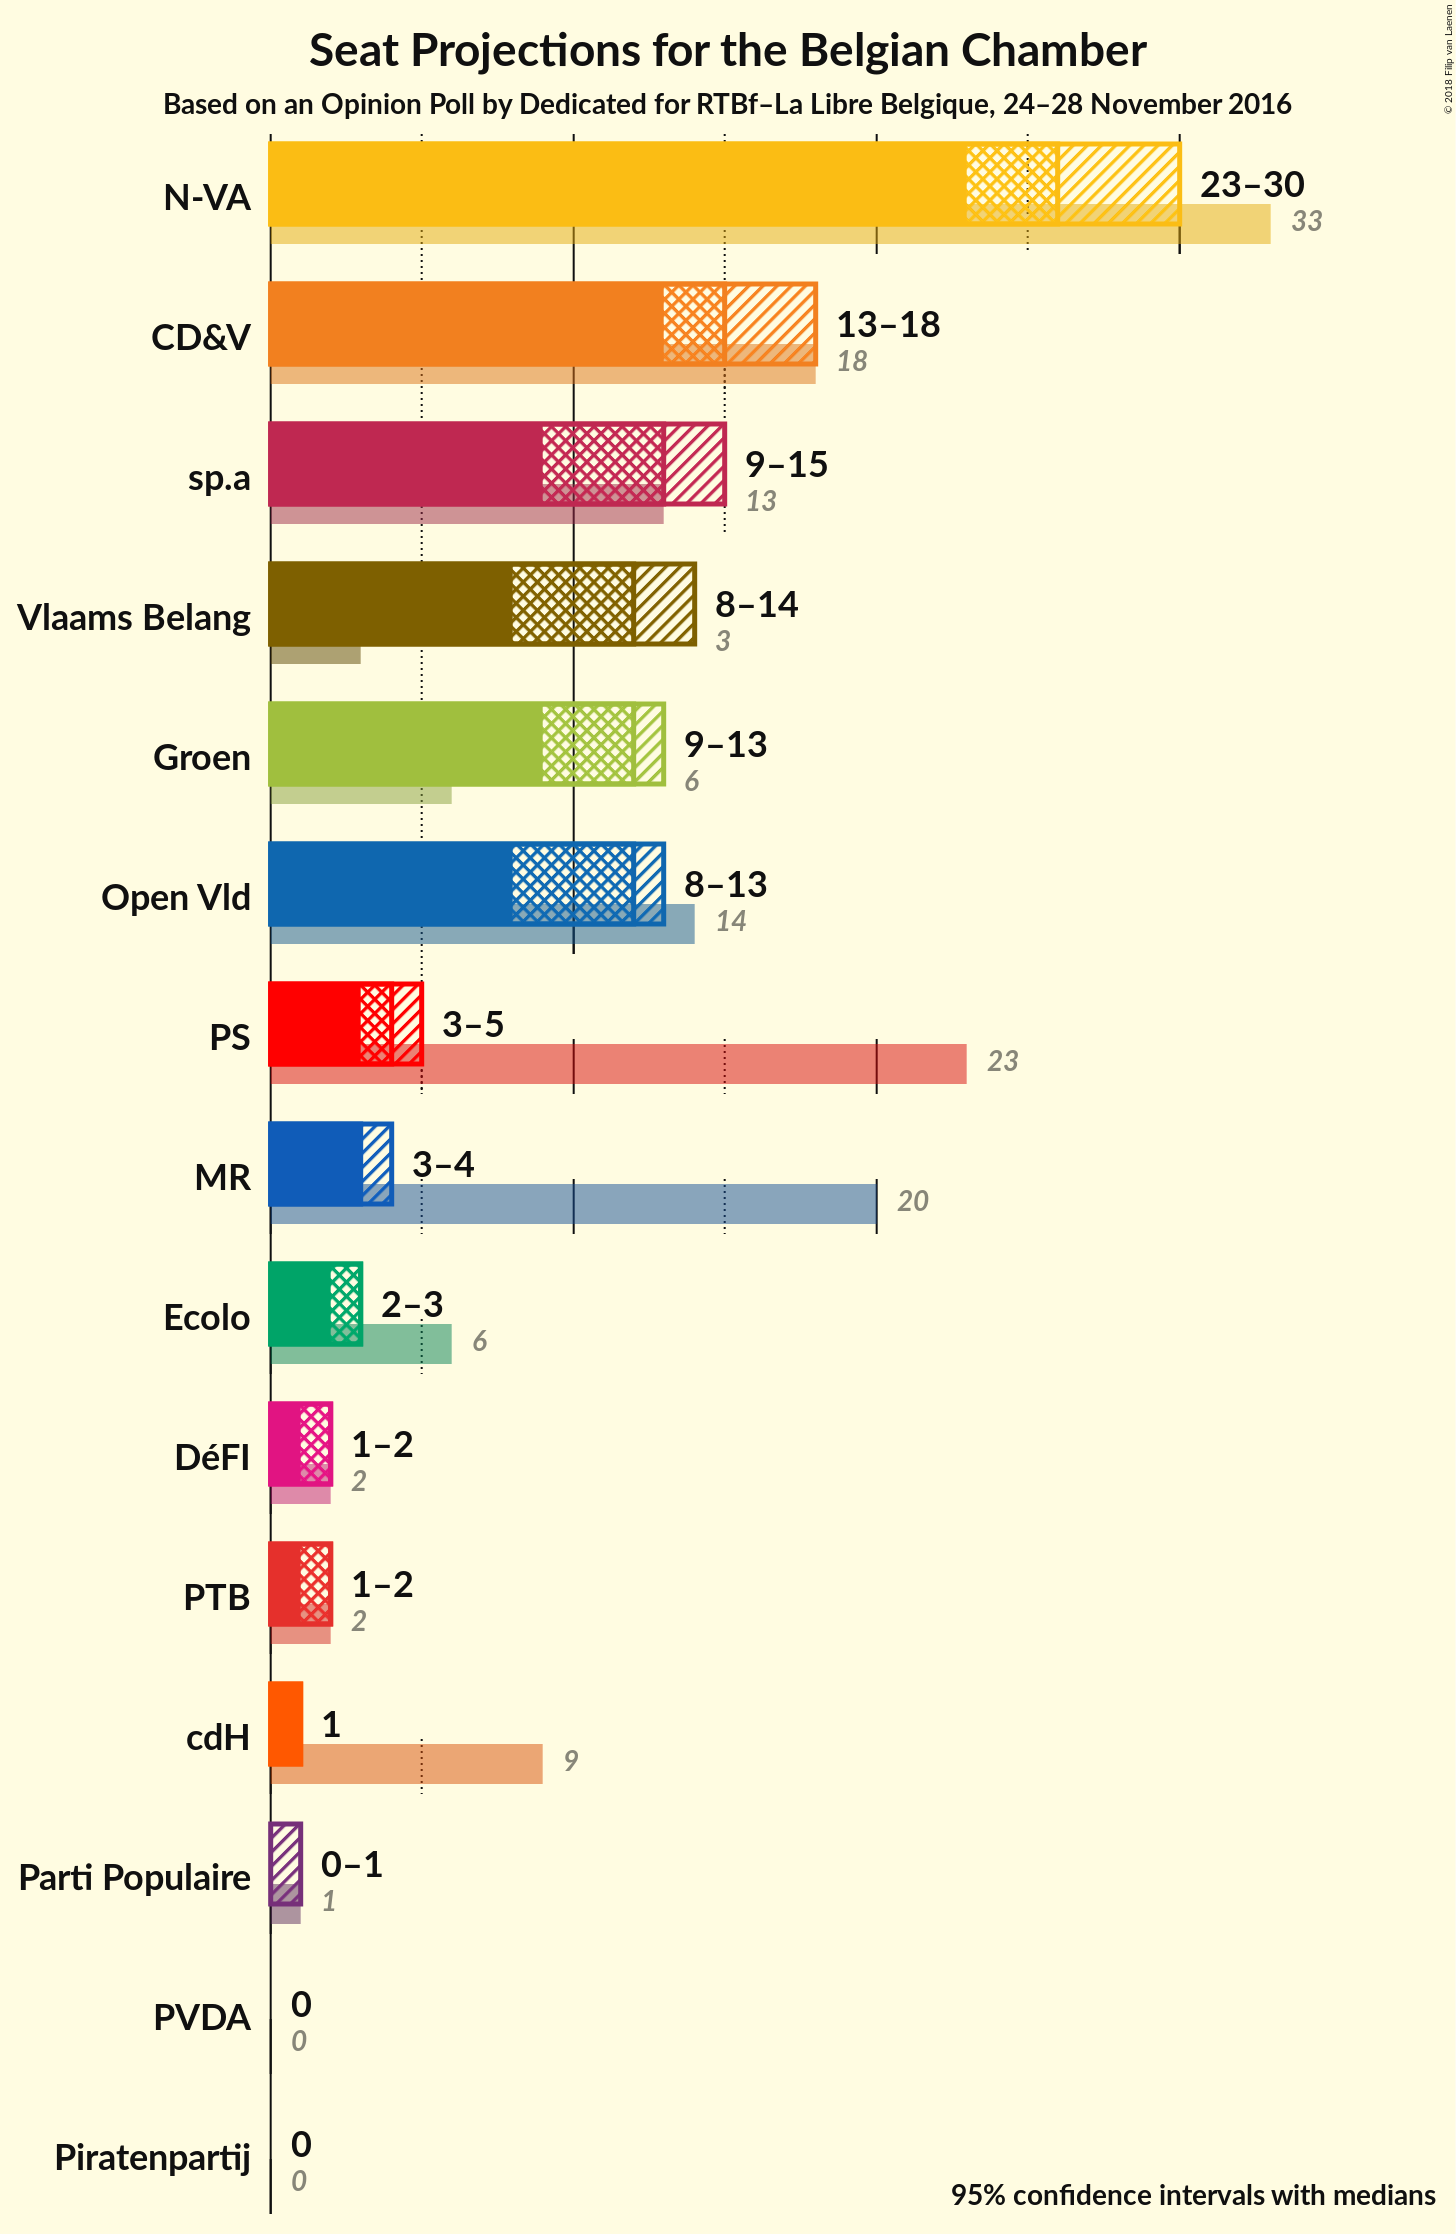 Seat Projections for the Belgian Chamber
Based on an Opinion Poll by Dedicated for RTBf–La Libre Belgique, 24–28 November 2016
© 2018 Filip van Laenen
N-VA
23–30
33
CD&V
13–18
18
sp.a
9–15
13
Vlaams Belang
8–14
3
Groen
9–13
6
Open Vld
8–13
14
PS
3–5
23
MR
3–4
20
Ecolo
2–3
6
DéFI
1–2
2
PTB
1–2
2
cdH
1
9
Parti Populaire
0–1
1
PVDA
0
0
Piratenpartij
0
0
95% confidence intervals with medians